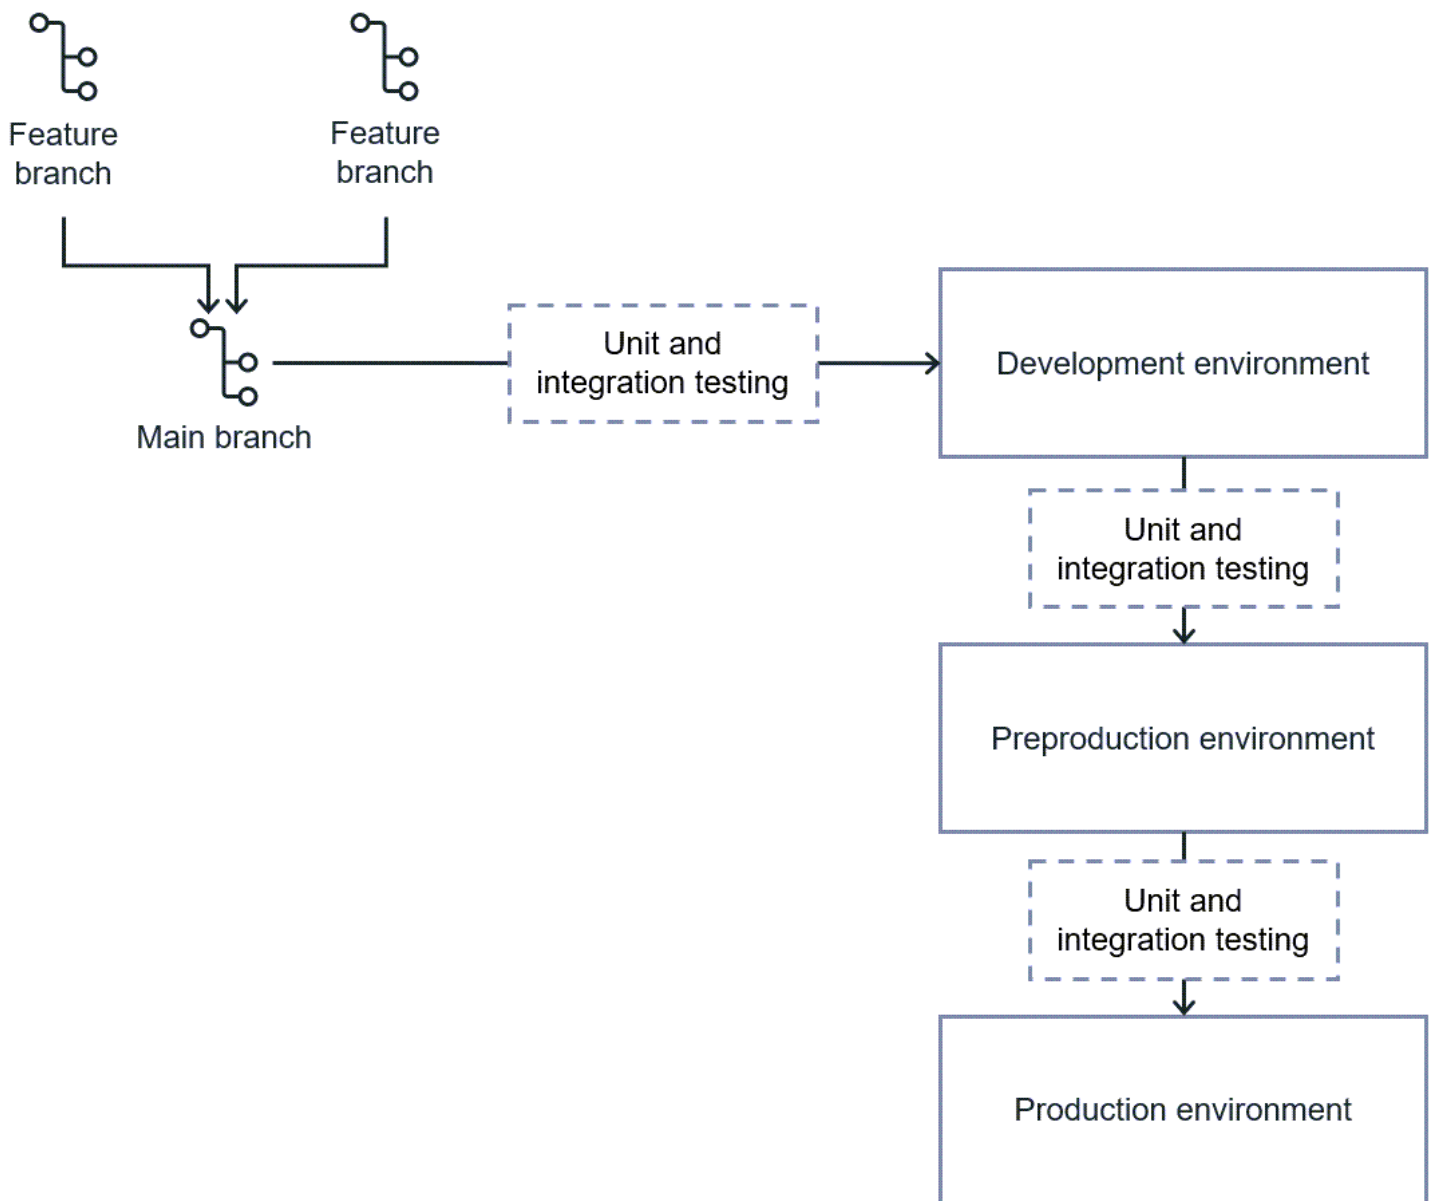 Feature
branch
Feature
branch
Unit and
integration testing
Development environment
Main branch
Unit and
integration testing
Preproduction environment
Unit and
integration testing
Production environment